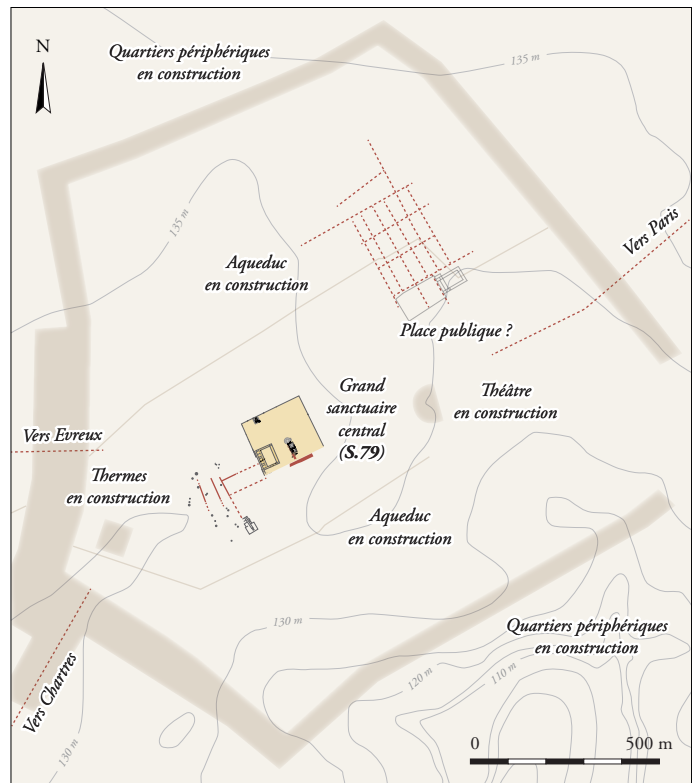 N
Quartiers périphériques
en construction
135 m
135 m
Vers Paris
Aqueduc
en construction
Place publique ?
Grand
sanctuaire
central
(S.79)
Théâtre
en construction
Vers Evreux
Thermes
en construction
Aqueduc
en construction
130 m
Quartiers périphériques
en construction
120 m
110 m
Vers Chartres
130 m
0 500 m